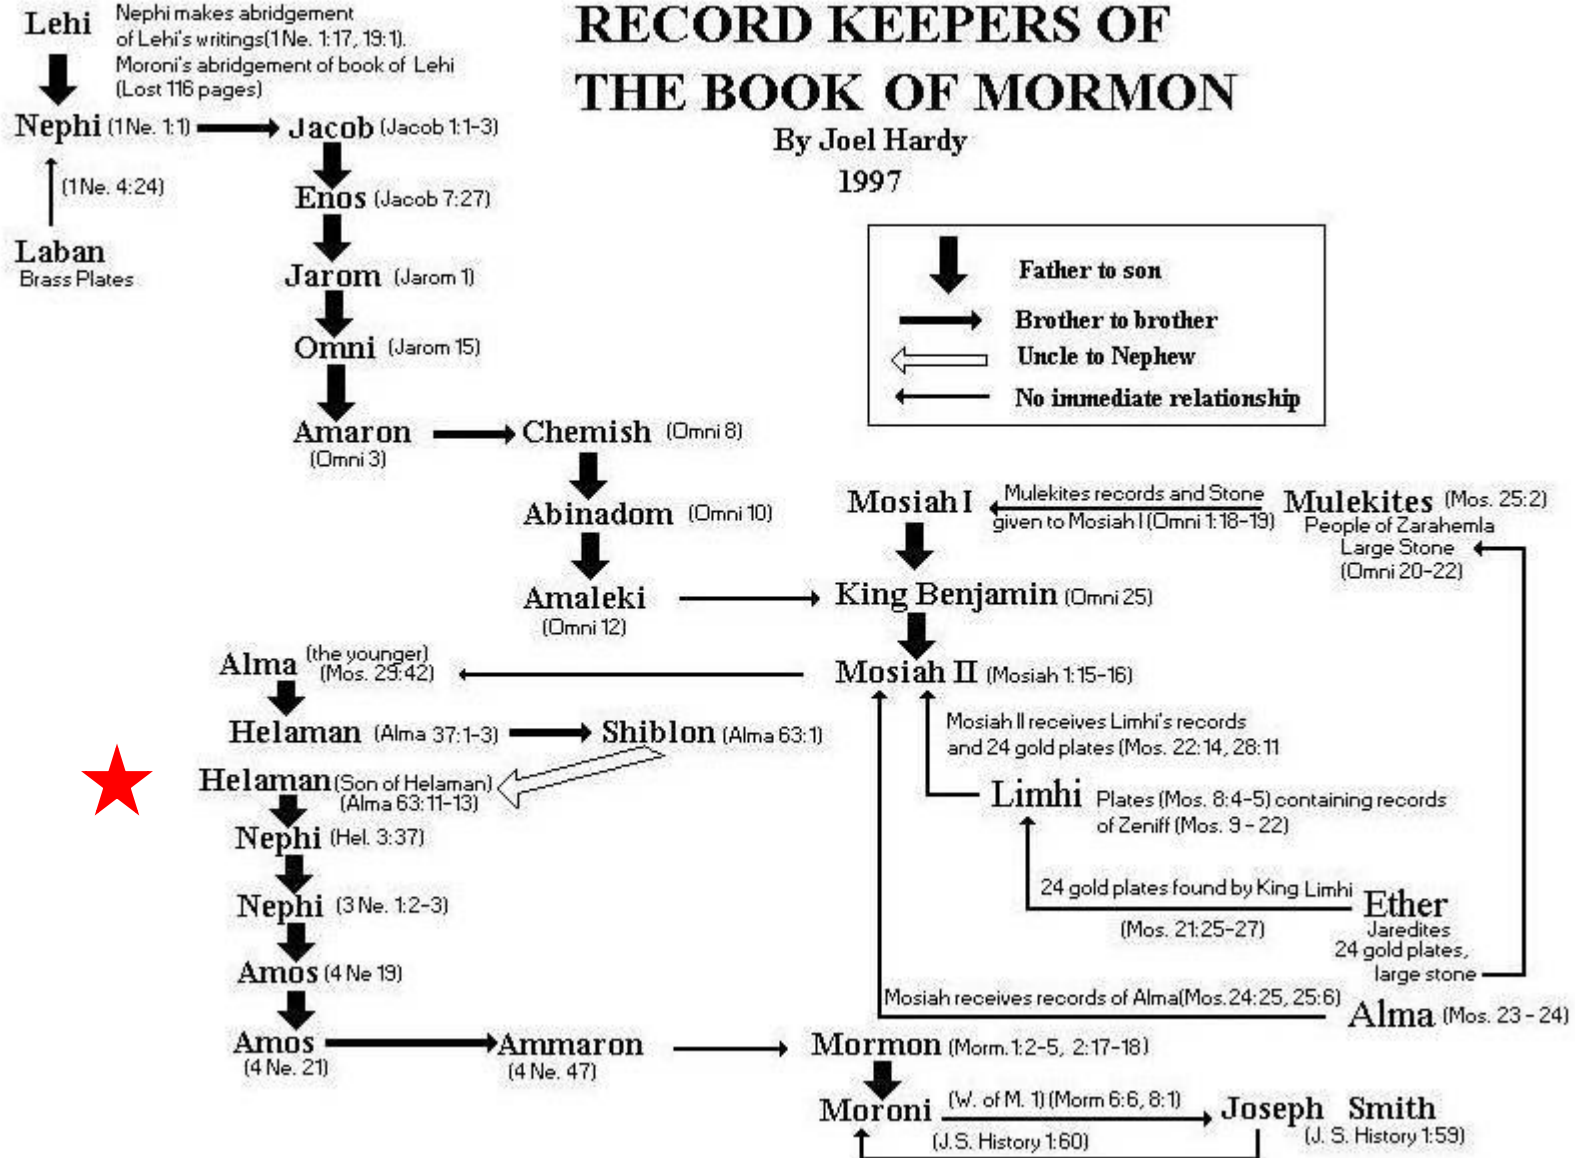 RECORD KEEPERS OF
THE BOOK OF MORMON
By Joel Hardy
1997
Lehi
Nephi makes abridgement
of Lehi's writings(1 Ne. 1:17, 19:1).
Moroni's abridgement of book of Lehi
(Lost 116 pages)
Nephi (1 Ne. 1:1)
Jacob (Jacob 1:1-3)
(1 Ne. 4:24)
Enos (Jacob 7:27)
Laban
Brass Plates
Jarom (Jarom 1)
Omni (Jarom 15)
Father to son
Brother to brother
Uncle to Nephew
No immediate relationship
Amaron
(Omni 3)
Chemish (Omni 8)
Abinadom (Omni 10)
Mosiah I
Mulekites records and Stone
given to Mosiah I (Omni 1:18-19)
Mulekites (Mos. 25:2)
People of Zarahemla
Large Stone
(Omni 20-22)
Amaleki
(Omni 12)
King Benjamin (Omni 25)
Alma (the younger)
(Mos. 29:42)
Mosiah II (Mosiah 1:15-16)
Helaman (Alma 37:1-3)
Shiblon (Alma 63:1)
Mosiah II receives Limhi's records
and 24 gold plates (Mos. 22:14, 28:11
Helaman (Son of Helaman)
(Alma 63:11-13)
Limhi Plates (Mos. 8:4-5) containing records
of Zeniff (Mos. 9 - 22)
Nephi (Hel. 3:37)
24 gold plates found by King Limhi
(Mos. 21:25-27)
Ether
Jaredites
24 gold plates,
large stone
Nephi (3 Ne. 1:2-3)
Amos (4 Ne 19)
Mosiah receives records of Alma(Mos.24:25, 25:6)
Alma (Mos. 23 - 24)
Amos
(4 Ne. 21)
Ammaron
(4 Ne. 47)
Mormon (Morm. 1:2-5, 2:17-18)
Moroni
(W. of M. 1) (Morm 6:6, 8:1)
(J.S. History 1:60)
Joseph Smith
(J. S. History 1:59)